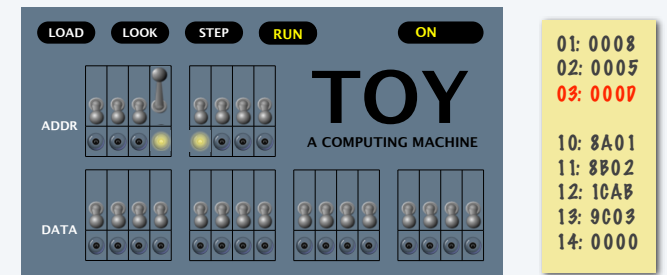 LOAD LOOK STEP RUN ON
ADDR
TOY
A COMPUTING MACHINE
DATA
01: 0008
02: 0005
03: 000D
10: 8A01
11: 8B02
12: 1CAB
13: 9C03
14: 0000